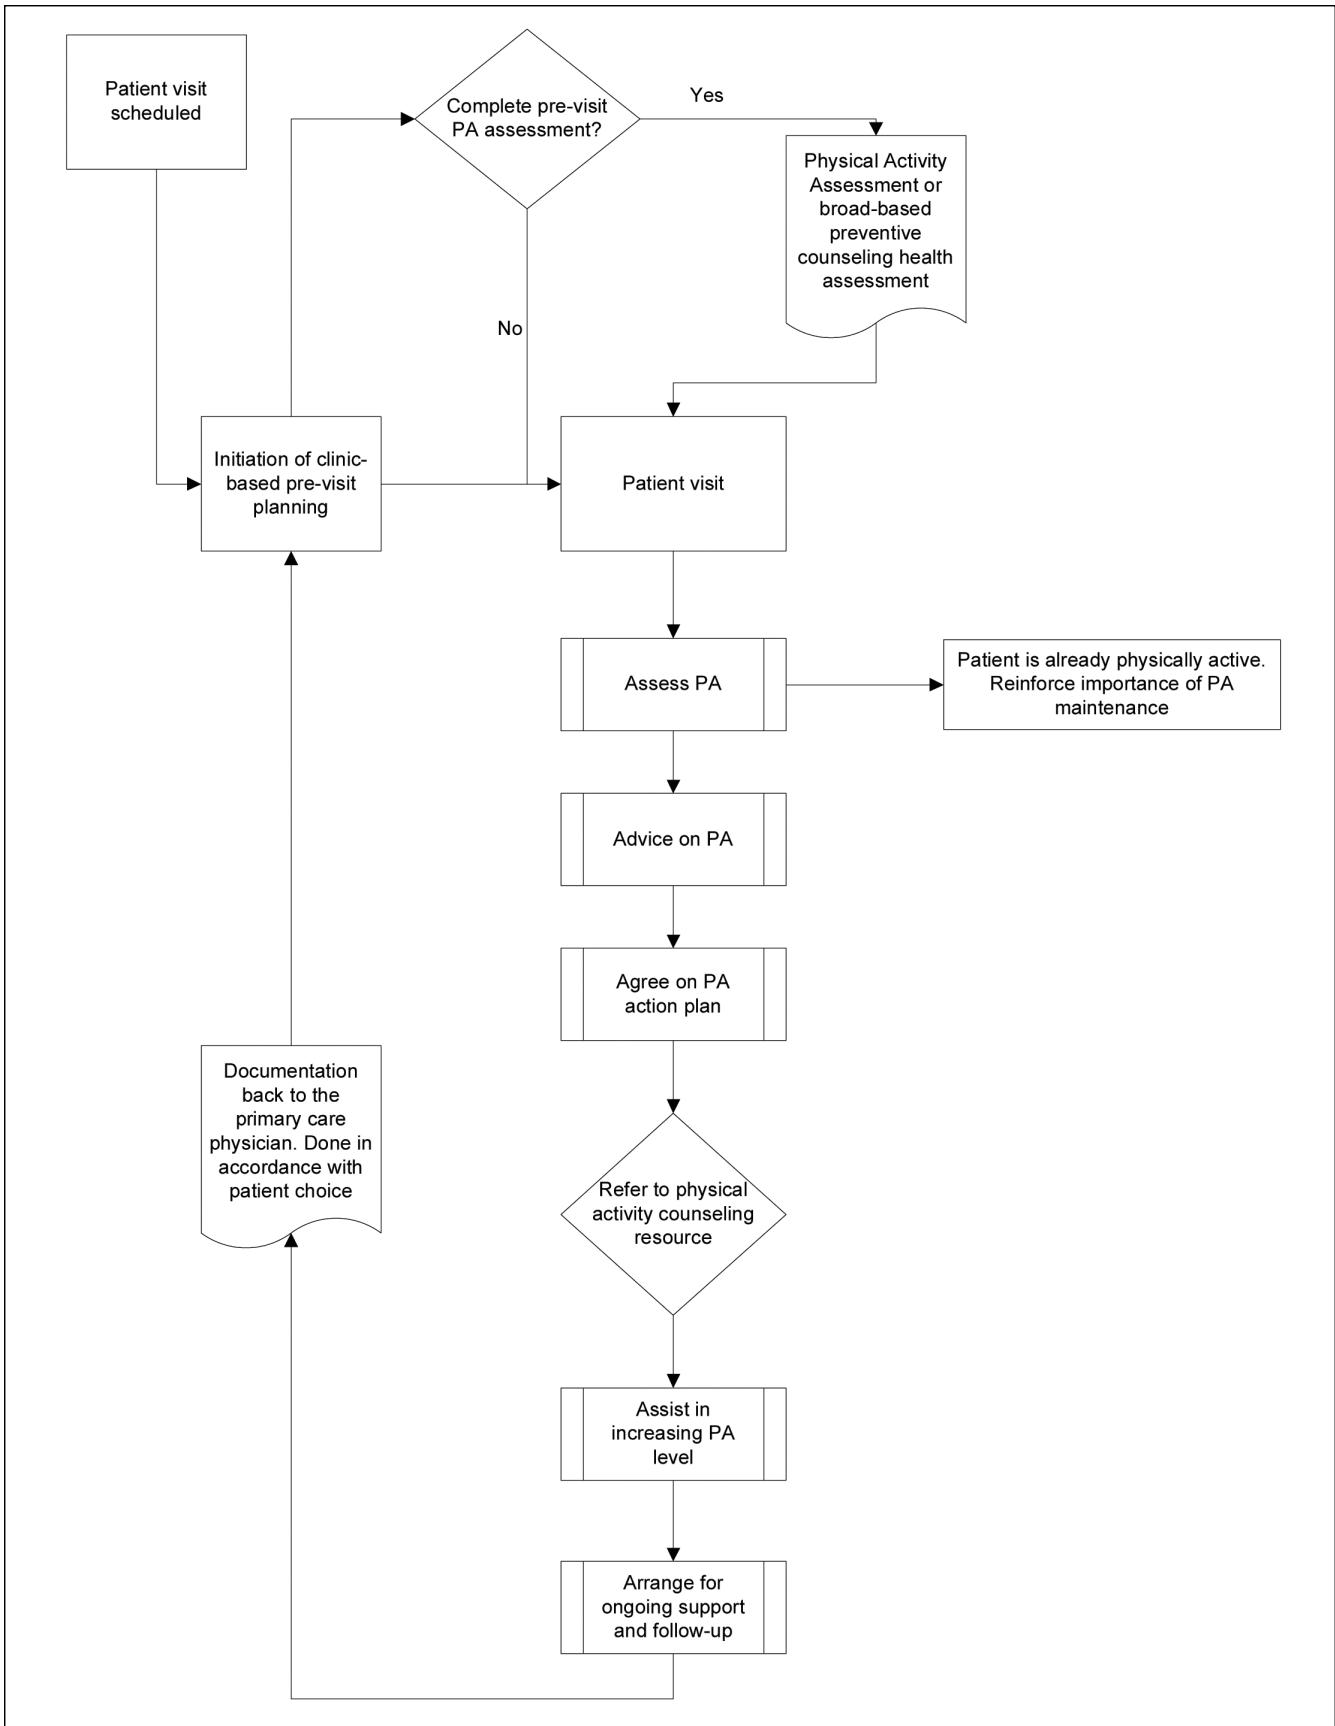 Patient visit
scheduled
Complete pre-visit
PA assessment?
Yes
Physical Activity
Assessment or
broad-based
preventive
counseling health
assessment
No
Initiation of clinic-
based pre-visit
planning
Patient visit
Assess PA
Patient is already physically active.
Reinforce importance of PA
maintenance
Advice on PA
Agree on PA
action plan
Documentation
back to the
primary care
physician. Done in
accordance with
patient choice
Refer to physical
activity counseling
resource
Assist in
increasing PA
level
Arrange for
ongoing support
and follow-up